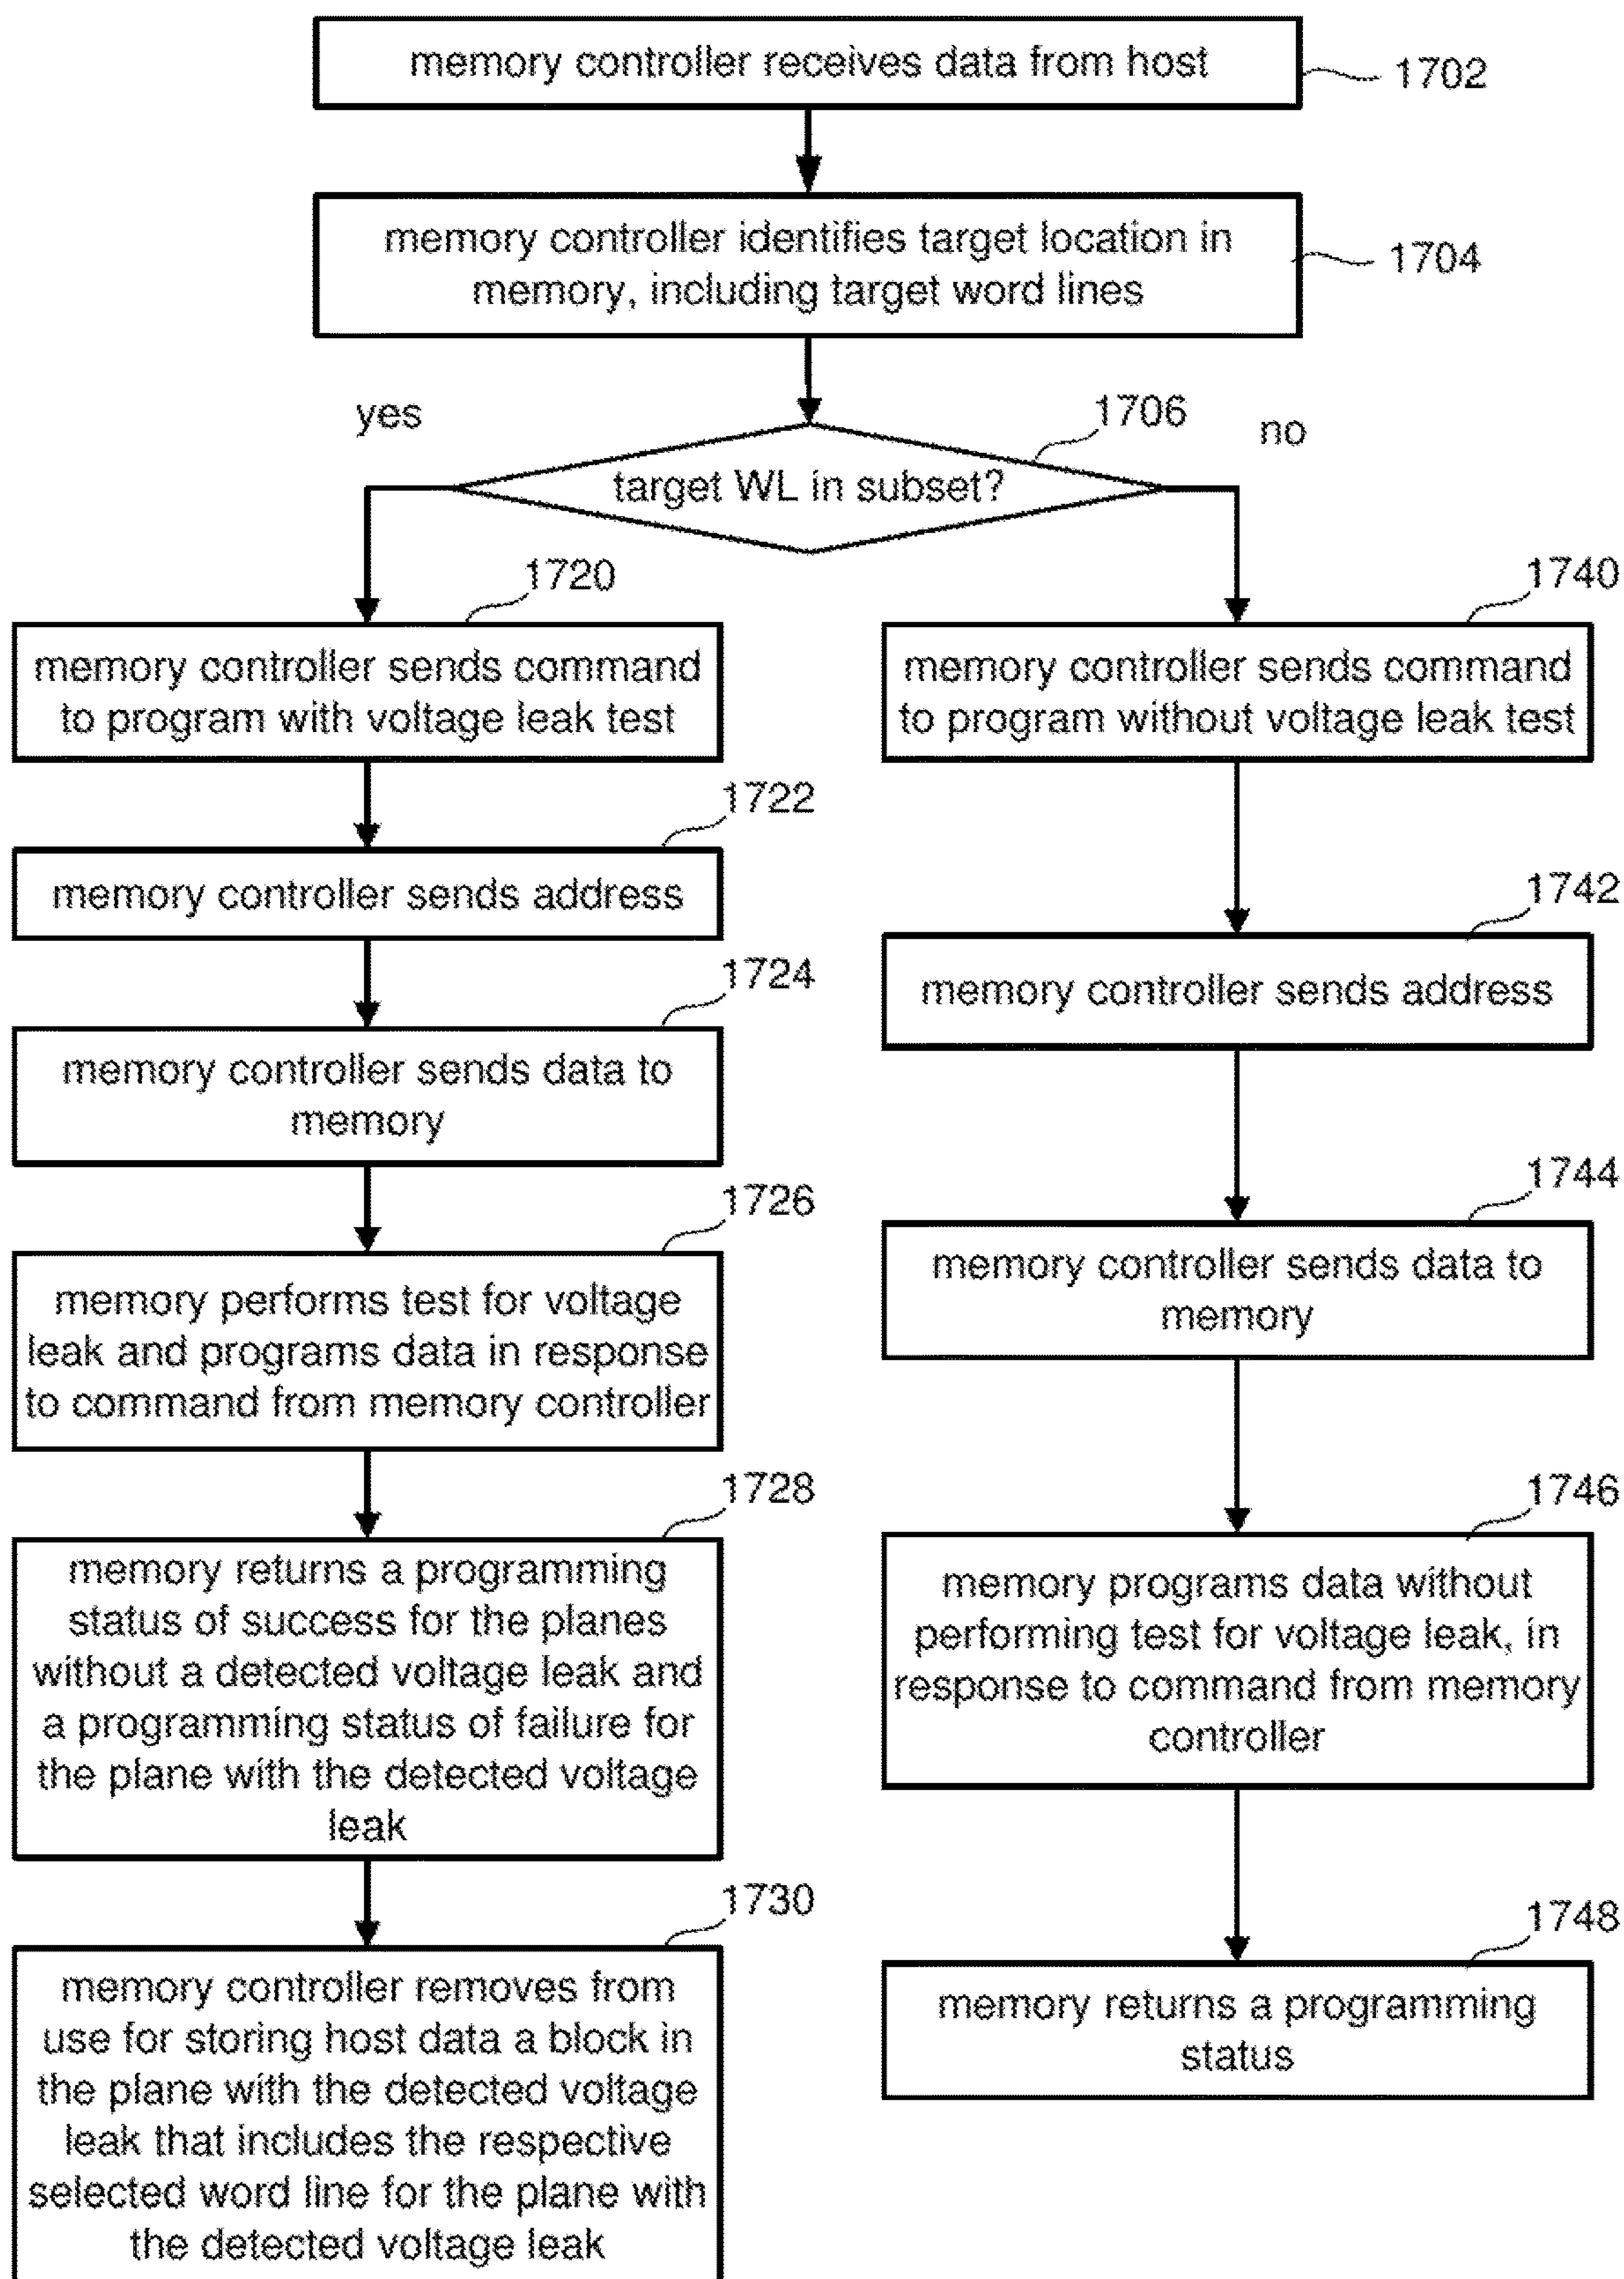 memory controller receives data from host
1702
memory controller identifies target location in
memory, including target word lines
1704
yes
1706
no
target WL in subset?
1720
memory controller sends command
to program with voltage leak test
1722
memory controller sends address
1724
memory controller sends data to
memory
1726
memory performs test for voltage
leak and programs data in response
to command from memory controller
1728
memory returns a programming
status of success for the planes
without a detected voltage leak and
a programming status of failure for
the plane with the detected voltage
leak
1730
memory controller removes from
use for storing host data a block in
the plane with the detected voltage
leak that includes the respective
selected word line for the plane with
the detected voltage leak
1740
memory controller sends command
to program without voltage leak test
1742
memory controller sends address
1744
memory controller sends data to
memory
1746
memory programs data without
performing test for voltage leak, in
response to command from memory
controller
1748
memory returns a programming
status